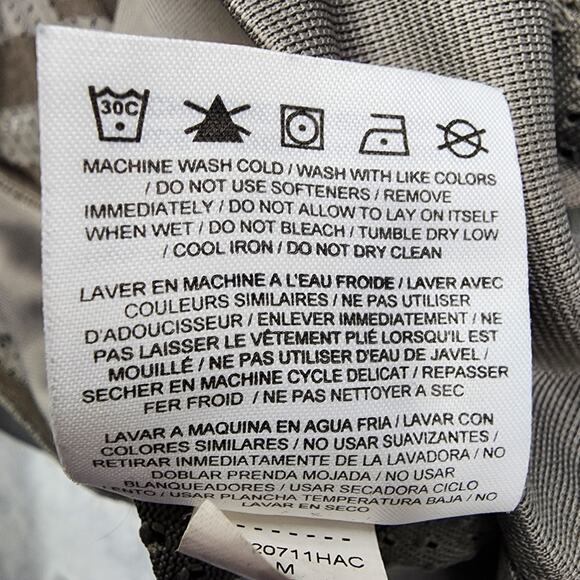 30C
MACHINE WASH COLD / WASH WITH LIKE COLORS
/ DO NOT USE SOFTENERS / REMOVE
IMMEDIATELY / DO NOT ALLOW TO LAY ON ITSELF
WHEN WET / DO NOT BLEACH / TUMBLE DRY LOW
/ COOL IRON / DO NOT DRY CLEAN
LAVER EN MACHINE A L'EAU FROIDE / LAVER AVEC
COULEURS SIMILAIRES / NE PAS UTILISER
D'ADOUCISSEUR / ENLEVER IMMEDIATEMENT / NE
PAS LAISSER LE VÊTEMENT PLIÉ LORSQU'IL EST
MOUILLÉ / NE PAS UTILISER D'EAU DE JAVEL /
SECHER EN MACHINE CYCLE DELICAT / REPASSER
FER FROID / NE PAS NETTOYER A SEC
LAVAR A MAQUINA EN AGUA FRIA / LAVAR CON
COLORES SIMILARES / NO USAR SUAVIZANTES /
RETIRAR INMEDIATAMENTE DE LA LAVADORA / NO
DOBLAR PRENDA MOJADA / NO USAR
BLANQUEADORES / USAR SECADORA CICLO
LENTO / USAR PLANCHA TEMPERATURA BAJA / NO
LAVAR EN SECO
20711HAC
M